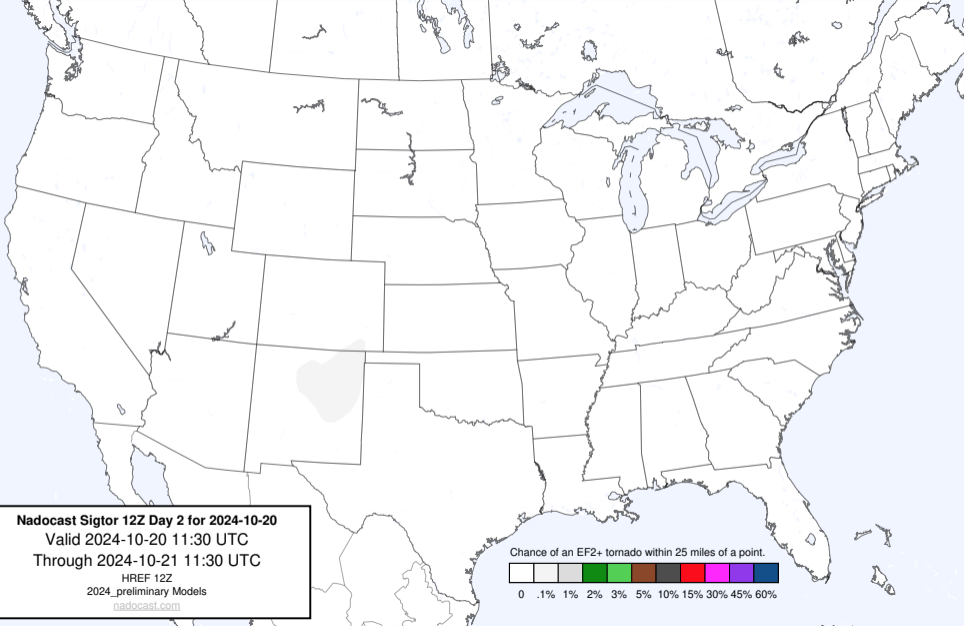 Nadocast Sigtor 12Z Day 2 for 2024-10-20
Valid 2024-10-20 11:30 UTC
Through 2024-10-21 11:30 UTC
HREF 12Z
2024_preliminary Models
nadocast.com
Chance of an EF2+ tornado within 25 miles of a point.
0 .1% 1% 2% 3% 5% 10% 15% 30% 45% 60%